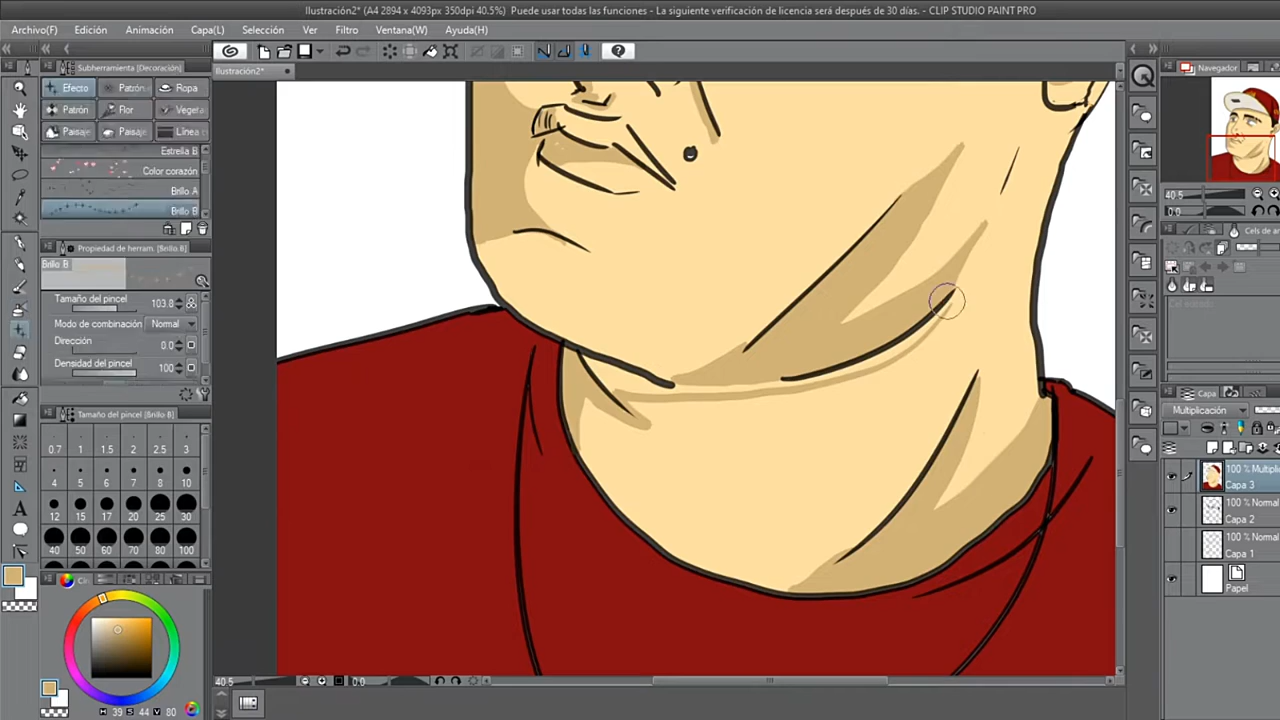 Ilustración2* (A4 2894 x 4093px 350dpi 40.5%) Puede usar todas las funciones - La siguiente verificación de licencia será después de 30 días. - CLIP STUDIO PAINT PRO
Archivo(F) Edición Animación Capa(L) Selección Ver Filtro Ventana(W) Ayuda(H)
Subherramienta [Decoración]
Ilustración2*
Navegador
Efecto Patrón Ropa
Patrón Flor Veget
Paisaje Paisaje Línea
Estrella B
Color corazón
Brillo A
Brillo B
40.5
0.0
Cels de an
Propiedad de herram. [Brillo B]
Brillo B
Tamaño del pincel 103.8
Modo de combinación Normal
Dirección 0.0
Densidad del pincel 100
Capa
Multiplicación
Tamaño del pincel [Brillo B]
0.7 1 1.5 2 2.5 3
4 5 6 7 8 10
12 15 17 20 25 30
40 50 60 70 80 100
100 % Multiplic
Capa 3
100 % Normal
Capa 2
100 % Normal
Capa 1
Papel
40.5 0.0
H 39 S 44 V 80